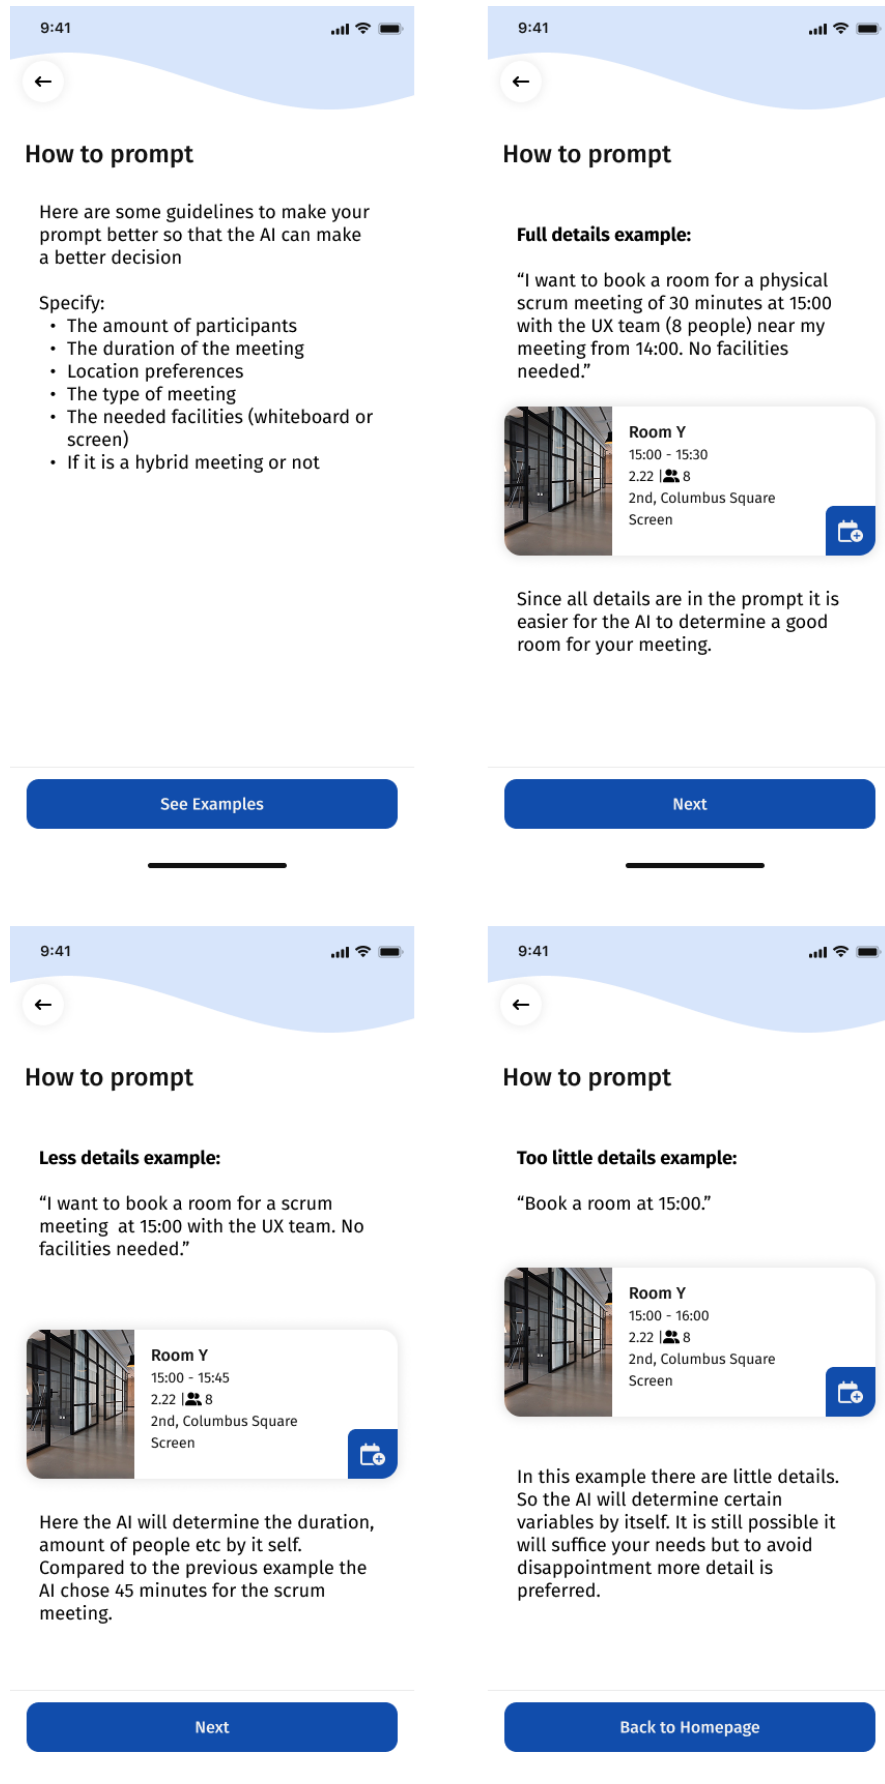 9:41
How to prompt
Here are some guidelines to make your
prompt better so that the AI can make
a better decision
Specify:
• The amount of participants
• The duration of the meeting
• Location preferences
• The type of meeting
• The needed facilities (whiteboard or
screen)
• If it is a hybrid meeting or not
See Examples
9:41
How to prompt
Full details example:
“I want to book a room for a physical
scrum meeting of 30 minutes at 15:00
with the UX team (8 people) near my
meeting from 14:00. No facilities
needed.”
Room Y
15:00 - 15:30
2.22 | 8
2nd, Columbus Square
Screen
Since all details are in the prompt it is
easier for the AI to determine a good
room for your meeting.
Next
9:41
How to prompt
Less details example:
“I want to book a room for a scrum
meeting  at 15:00 with the UX team. No
facilities needed.”
Room Y
15:00 - 15:45
2.22 | 8
2nd, Columbus Square
Screen
Here the AI will determine the duration,
amount of people etc by it self.
Compared to the previous example the
AI chose 45 minutes for the scrum
meeting.
Next
9:41
How to prompt
Too little details example:
“Book a room at 15:00.”
Room Y
15:00 - 16:00
2.22 | 8
2nd, Columbus Square
Screen
In this example there are little details.
So the AI will determine certain
variables by itself. It is still possible it
will suffice your needs but to avoid
disappointment more detail is
preferred.
Back to Homepage